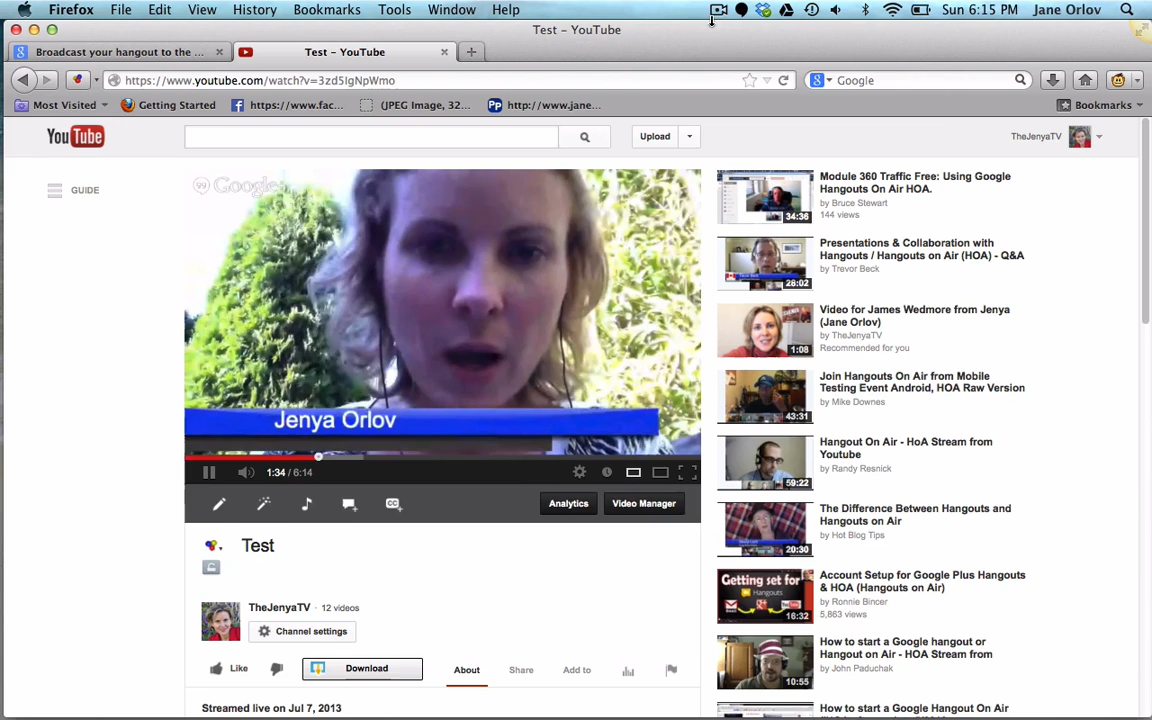 Firefox File Edit View History Bookmarks Tools Window Help Sun 6:15 PM Jane Orlov
Test – YouTube
Broadcast your hangout to the ... Test – YouTube
https://www.youtube.com/watch?v=3zd5IgNpWmo Google
Most Visited Getting Started https://www.fac... (JPEG Image, 32... http://www.jane... Bookmarks
YouTube Upload TheJenyaTV
GUIDE
Google
Jenya Orlov
1:34 / 6:14
Analytics Video Manager
Test
TheJenyaTV · 12 videos
Channel settings
Like Download About Share Add to
Streamed live on Jul 7, 2013
Module 360 Traffic Free: Using Google
Hangouts On Air HOA.
by Bruce Stewart
144 views
34:36
Presentations & Collaboration with
Hangouts / Hangouts on Air (HOA) - Q&A
by Trevor Beck
28:02
Video for James Wedmore from Jenya
(Jane Orlov)
by TheJenyaTV
Recommended for you
1:08
Join Hangouts On Air from Mobile
Testing Event Android, HOA Raw Version
by Mike Downes
43:31
Hangout On Air - HoA Stream from
Youtube
by Randy Resnick
59:22
The Difference Between Hangouts and
Hangouts on Air
by Hot Blog Tips
20:30
Getting set for
Hangouts
Account Setup for Google Plus Hangouts
& HOA (Hangouts on Air)
by Ronnie Bincer
5,863 views
16:32
How to start a Google hangout or
Hangout on Air - HOA Stream from
by John Paduchak
10:55
How to start a Google Hangout On Air